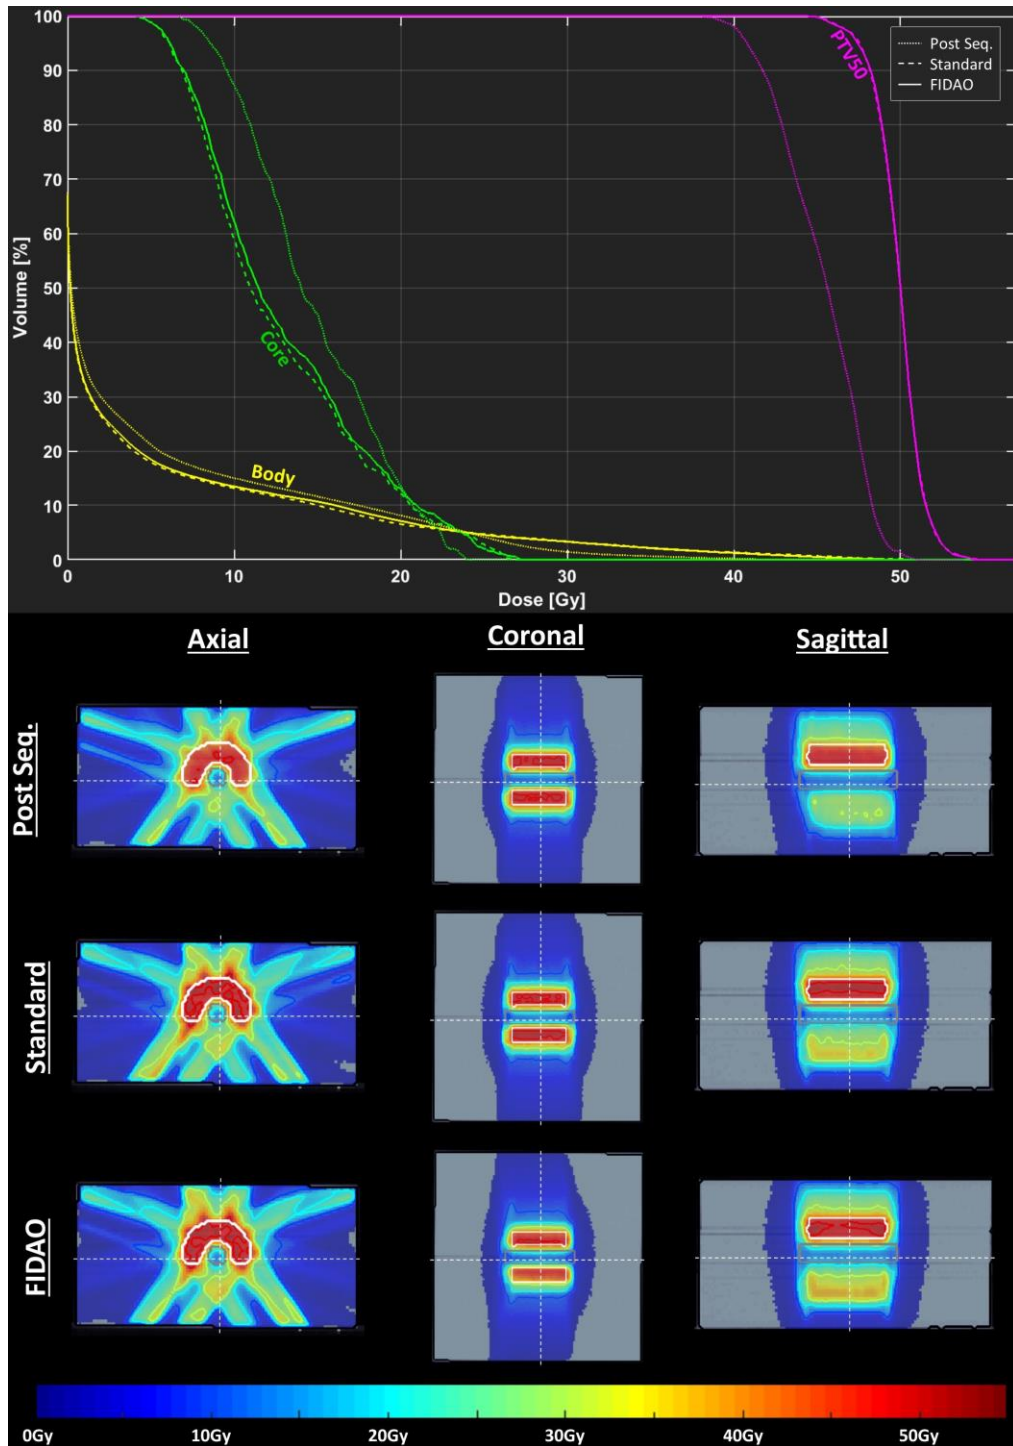 100
90
80
70
60
50
40
30
20
10
0
Volume [%]
PTV50
Post Seq.
Standard
FIDAO
Core
Body
0 10 20 30 40 50
Dose [Gy]
Axial Coronal Sagittal
Post Seq.
Standard
FIDAO
0Gy 10Gy 20Gy 30Gy 40Gy 50Gy